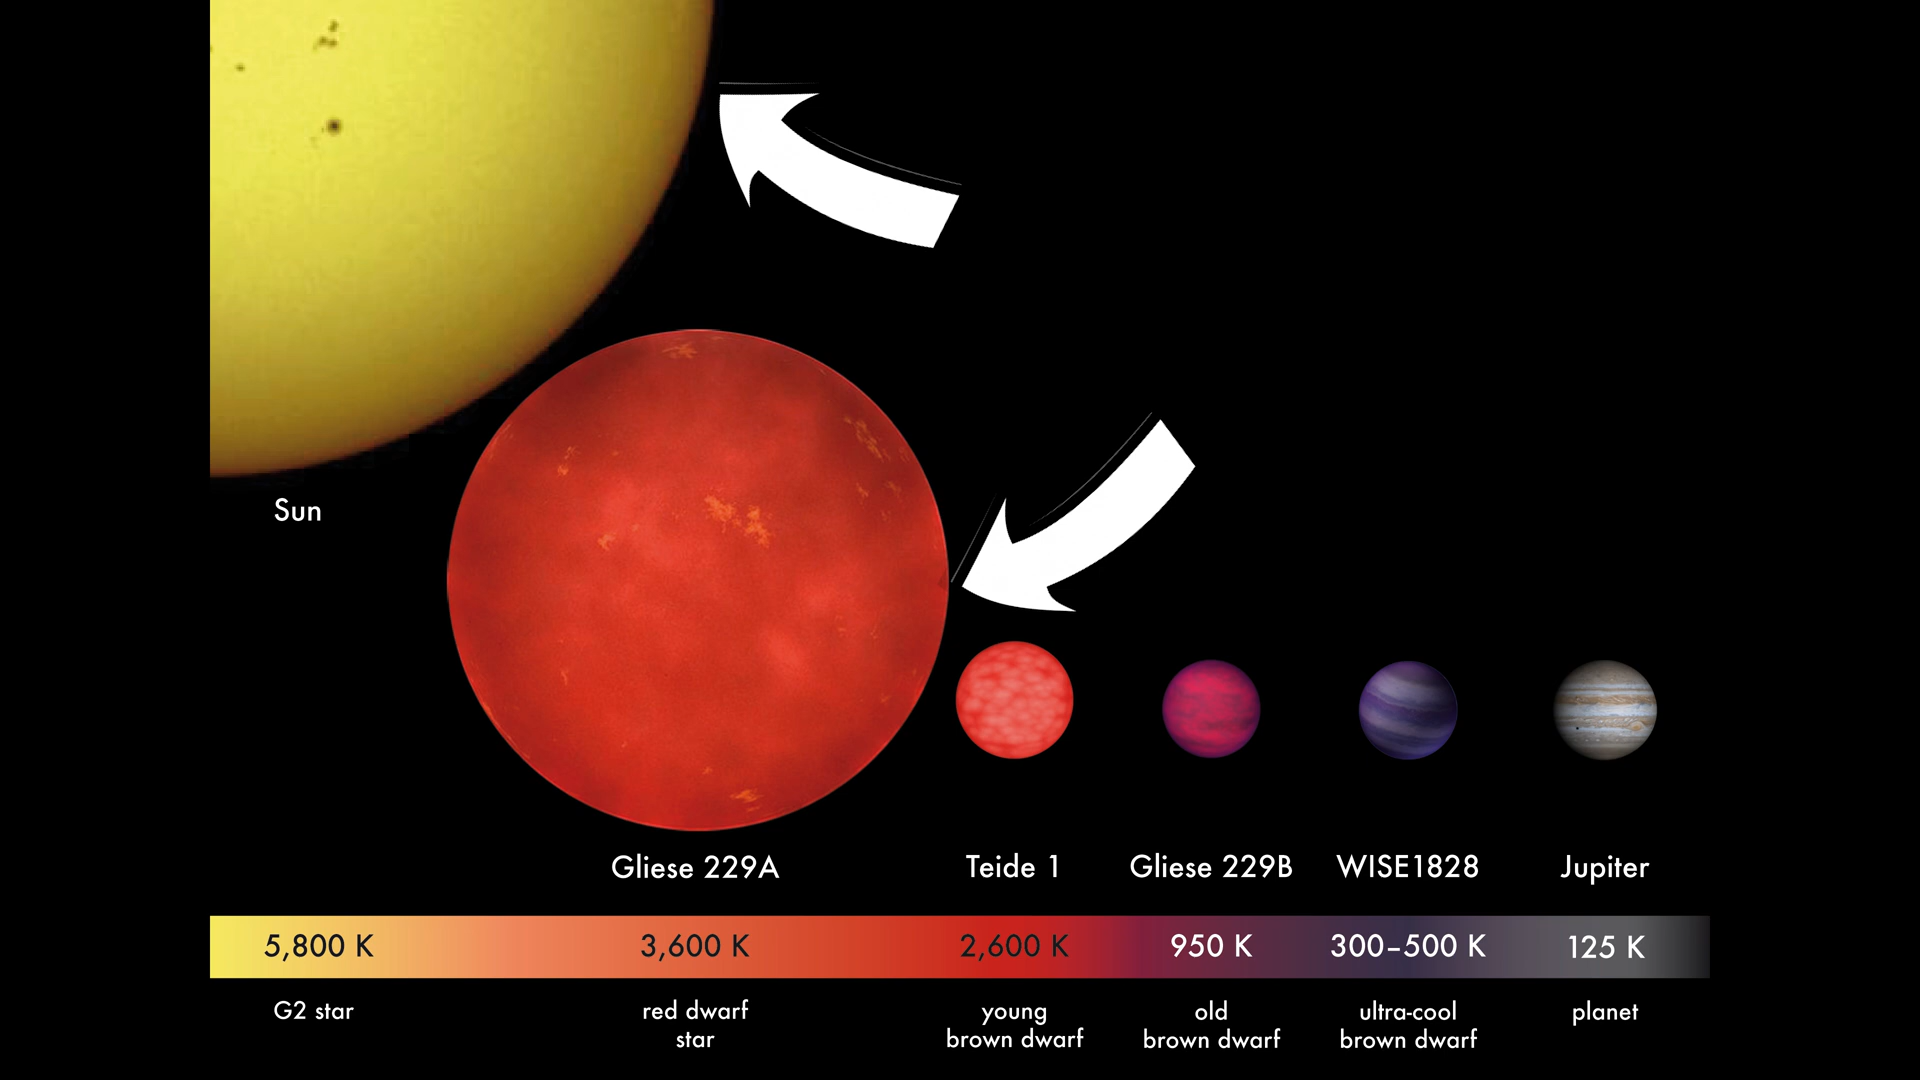 Sun
Gliese 229A
Teide 1
Gliese 229B
WISE1828
Jupiter
5,800 K
3,600 K
2,600 K
950 K
300–500 K
125 K
G2 star
red dwarf
star
young
brown dwarf
old
brown dwarf
ultra-cool
brown dwarf
planet